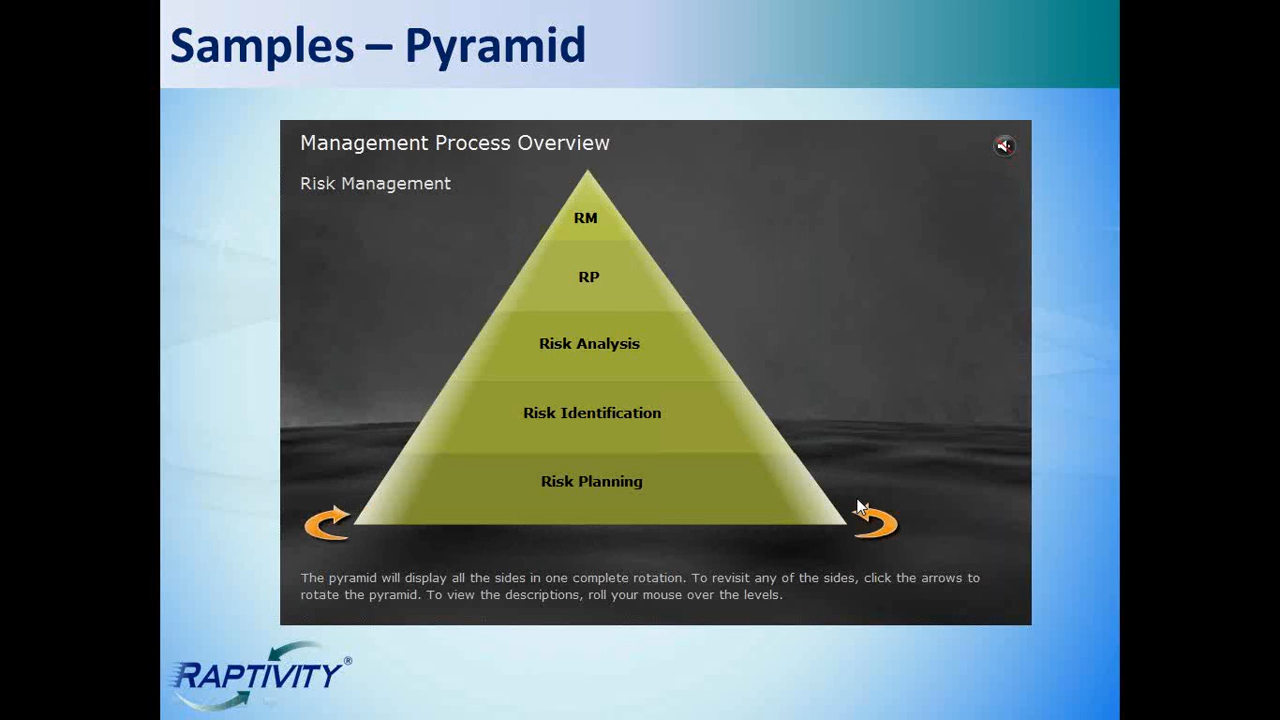 Samples – Pyramid
Management Process Overview
Risk Management
RM
RP
Risk Analysis
Risk Identification
Risk Planning
The pyramid will display all the sides in one complete rotation. To revisit any of the sides, click the arrows to
rotate the pyramid. To view the descriptions, roll your mouse over the levels.
RAPTIVITY®